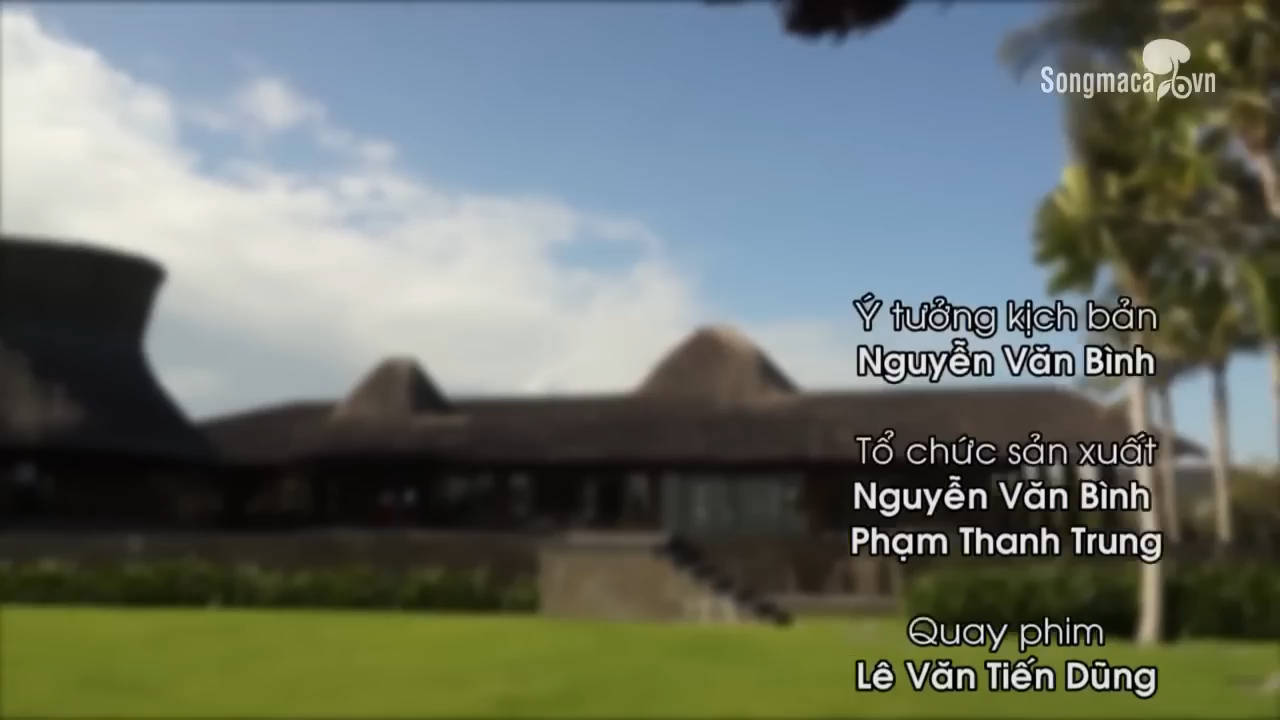 Songmaca.vn
Ý tưởng kịch bản
Nguyễn Văn Bình
Tổ chức sản xuất
Nguyễn Văn Bình
Phạm Thanh Trung
Quay phim
Lê Văn Tiến Dũng